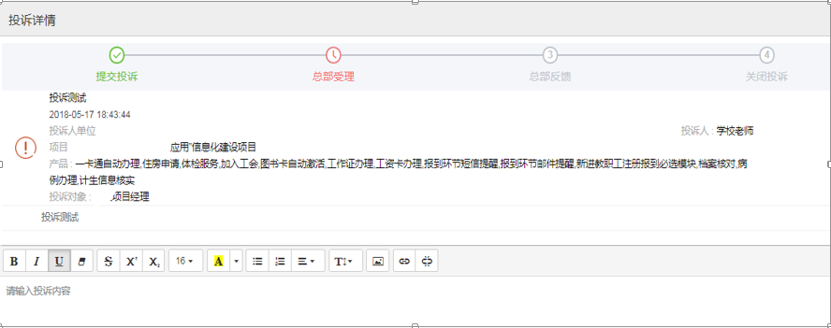 投诉详情
3 4
提交投诉 总部受理 总部反馈 关闭投诉
投诉测试
2018-05-17 18:43:44
投诉人单位 投诉人 : 学校老师
项目 应用"信息化建设项目
产品 : 一卡通自动办理,住房申请,体检服务,加入工会,图书卡自动激活,工作证办理,工资卡办理,报到环节短信提醒,报到环节邮件提醒,新进教职工注册报到必选模块,档案核对,病
例办理,计生信息核实
投诉对象 : ,项目经理
投诉测试
B I U S X² X₂ 16 A T
请输入投诉内容